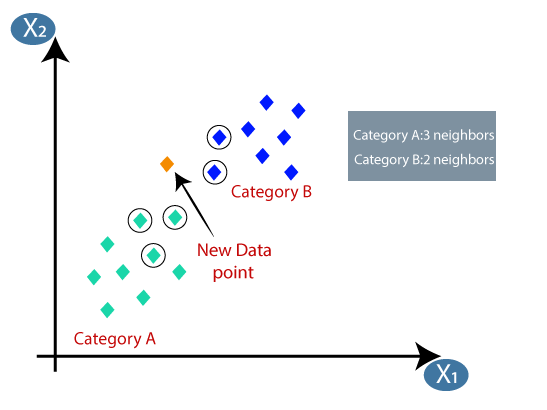 X2
Category A:3 neighbors
Category B:2 neighbors
Category B
New Data
point
Category A
X1